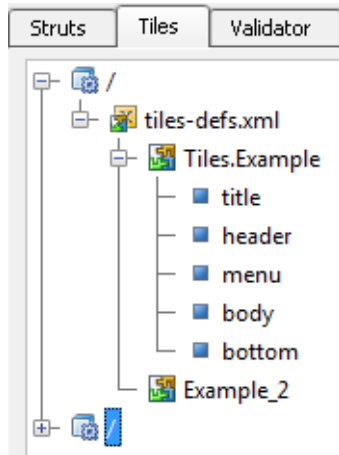 Struts Tiles Validator
/
tiles-defs.xml
Tiles.Example
title
header
menu
body
bottom
Example_2
/